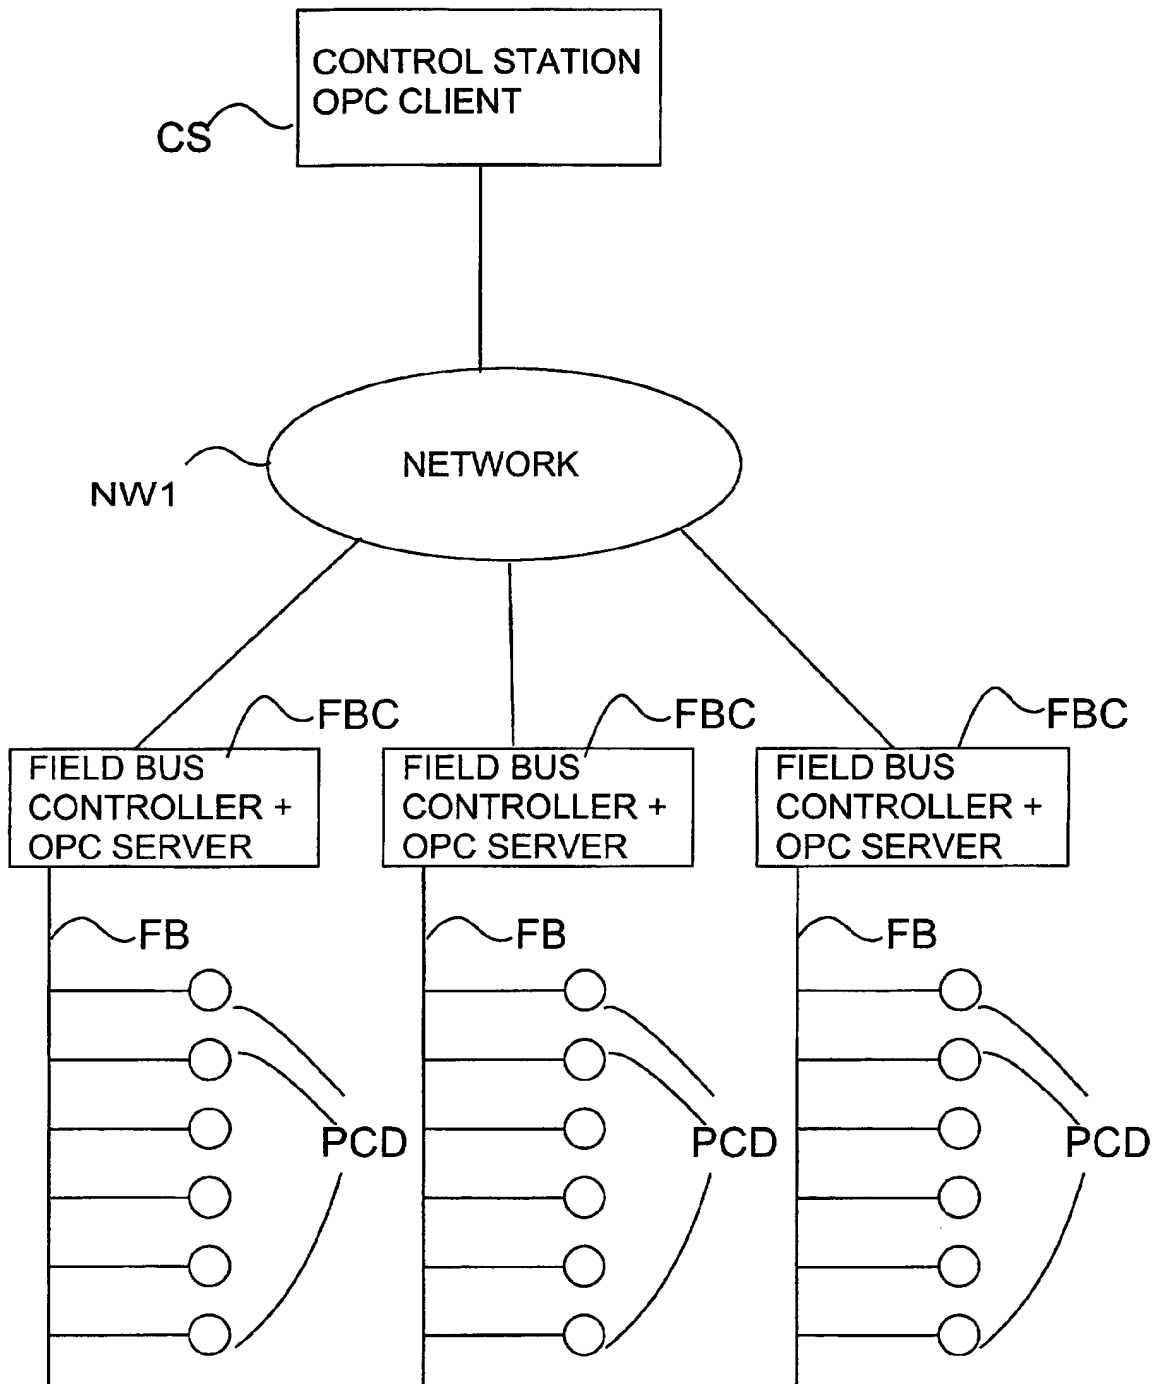 CONTROL STATION
OPC CLIENT
CS
NETWORK
NW1
FBC
FBC
FBC
FIELD BUS
CONTROLLER +
OPC SERVER
FIELD BUS
CONTROLLER +
OPC SERVER
FIELD BUS
CONTROLLER +
OPC SERVER
FB
FB
FB
PCD
PCD
PCD